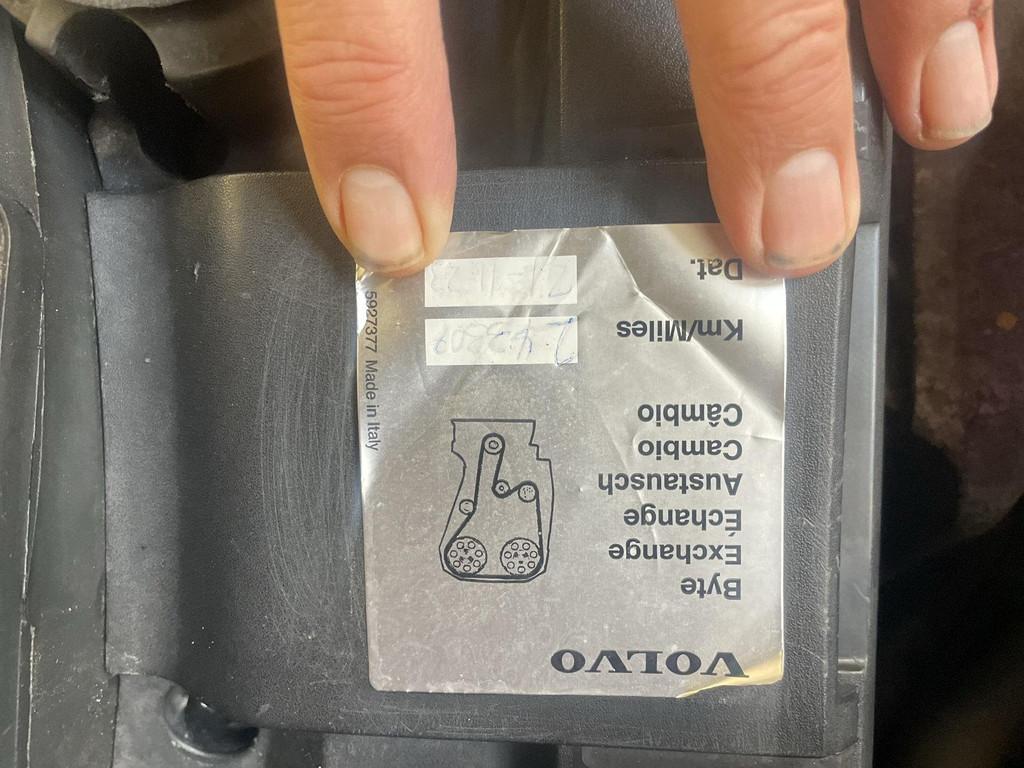 VOLVO
Byte
Exchange
Échange
Austausch
Cambio
Câmbio
Km/Miles
Dat.
5927377 Made in Italy